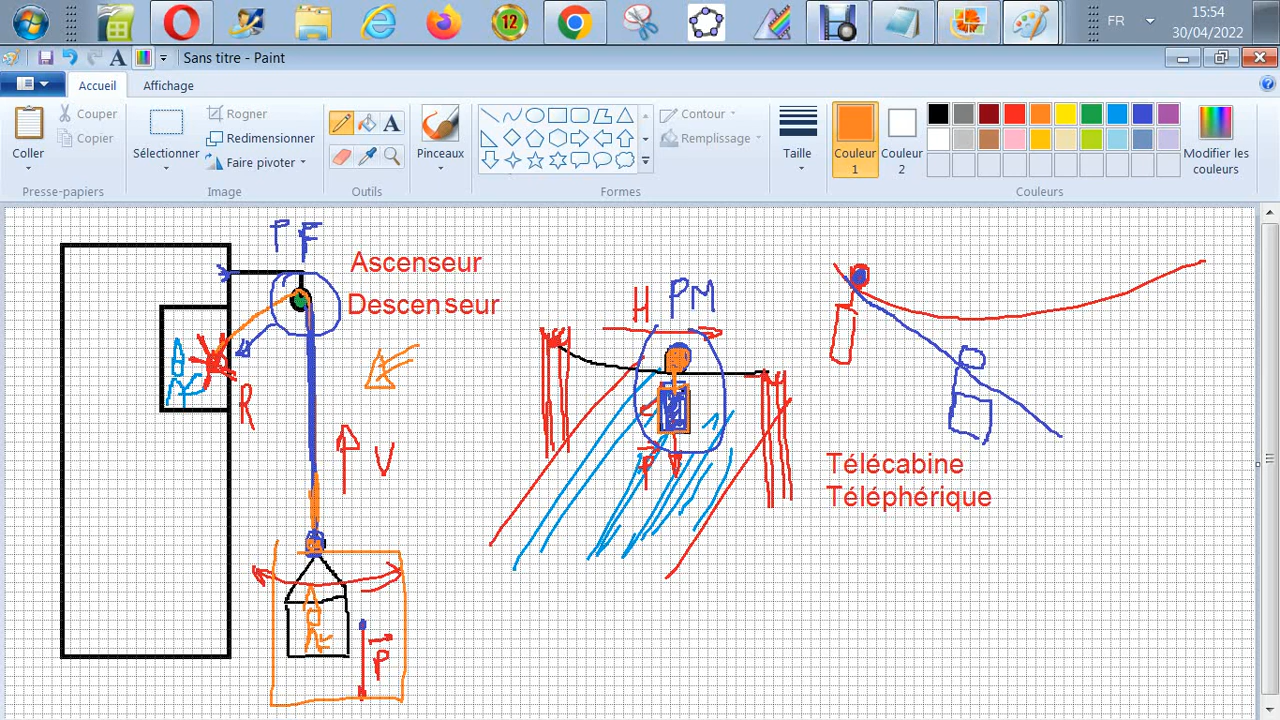 12
FR
15:54
30/04/2022
Sans titre - Paint
Accueil
Affichage
Coller
Couper
Copier
Presse-papiers
Sélectionner
Rogner
Redimensionner
Faire pivoter
Image
A
Pinceaux
Outils
Contour
Remplissage
Formes
Taille
Couleur
1
Couleur
2
Modifier les
couleurs
Couleurs
PF
Ascenseur
Descenseur
R
V
P
H
PM
P
Télécabine
Téléphérique